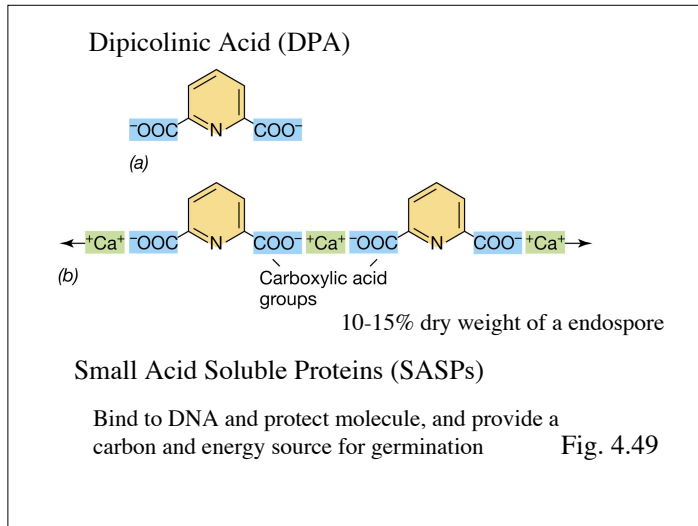 Dipicolinic Acid (DPA)
⁻OOC N COO⁻
(a)
⁺Ca⁺ ⁻OOC N COO⁻ ⁺Ca⁺ ⁻OOC N COO⁻ ⁺Ca⁺
(b)
Carboxylic acid
groups
10-15% dry weight of a endospore
Small Acid Soluble Proteins (SASPs)
Bind to DNA and protect molecule, and provide a
carbon and energy source for germination
Fig. 4.49